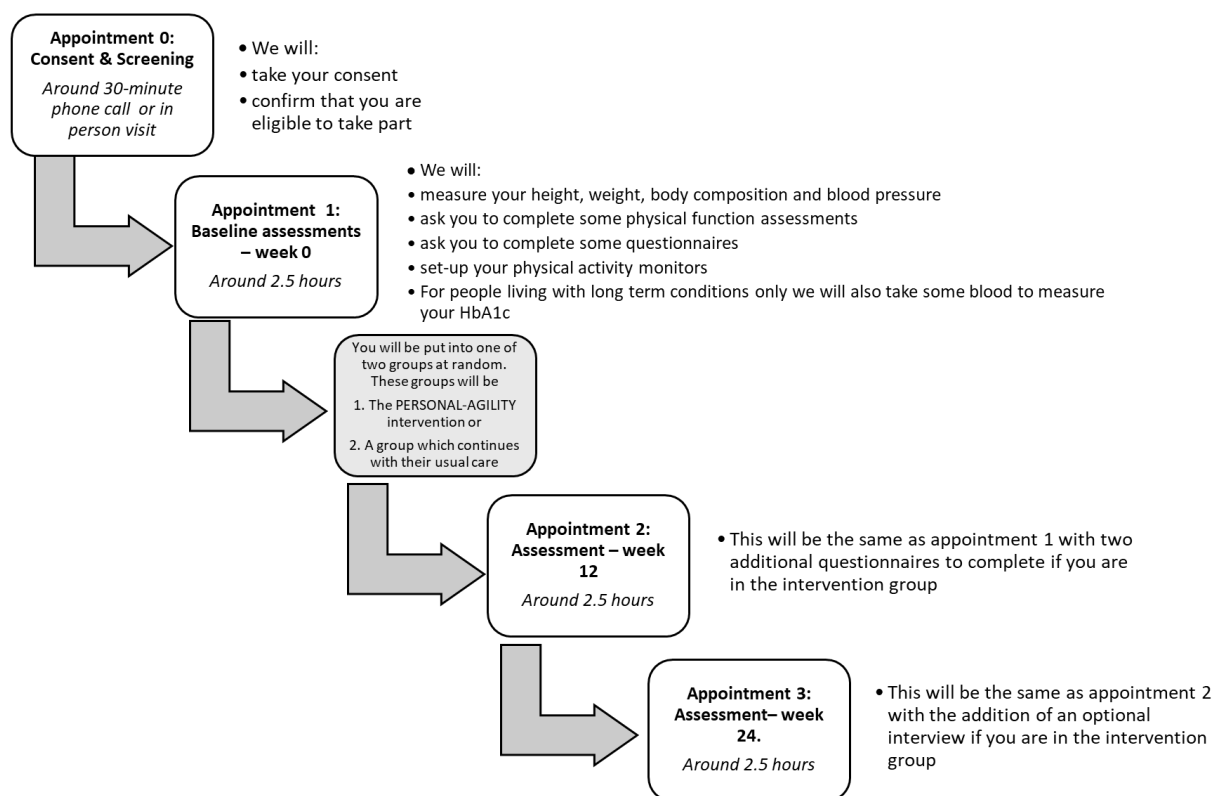 Appointment 0:
Consent & Screening
Around 30-minute
phone call or in
person visit
• We will:
• take your consent
• confirm that you are
eligible to take part
Appointment 1:
Baseline assessments
– week 0
Around 2.5 hours
• We will:
• measure your height, weight, body composition and blood pressure
• ask you to complete some physical function assessments
• ask you to complete some questionnaires
• set-up your physical activity monitors
• For people living with long term conditions only we will also take some blood to measure
your HbA1c
You will be put into one of
two groups at random.
These groups will be
1. The PERSONAL-AGILITY
intervention or
2. A group which continues
with their usual care
Appointment 2:
Assessment – week
12
Around 2.5 hours
• This will be the same as appointment 1 with two
additional questionnaires to complete if you are
in the intervention group
Appointment 3:
Assessment– week
24.
Around 2.5 hours
• This will be the same as appointment 2
with the addition of an optional
interview if you are in the intervention
group